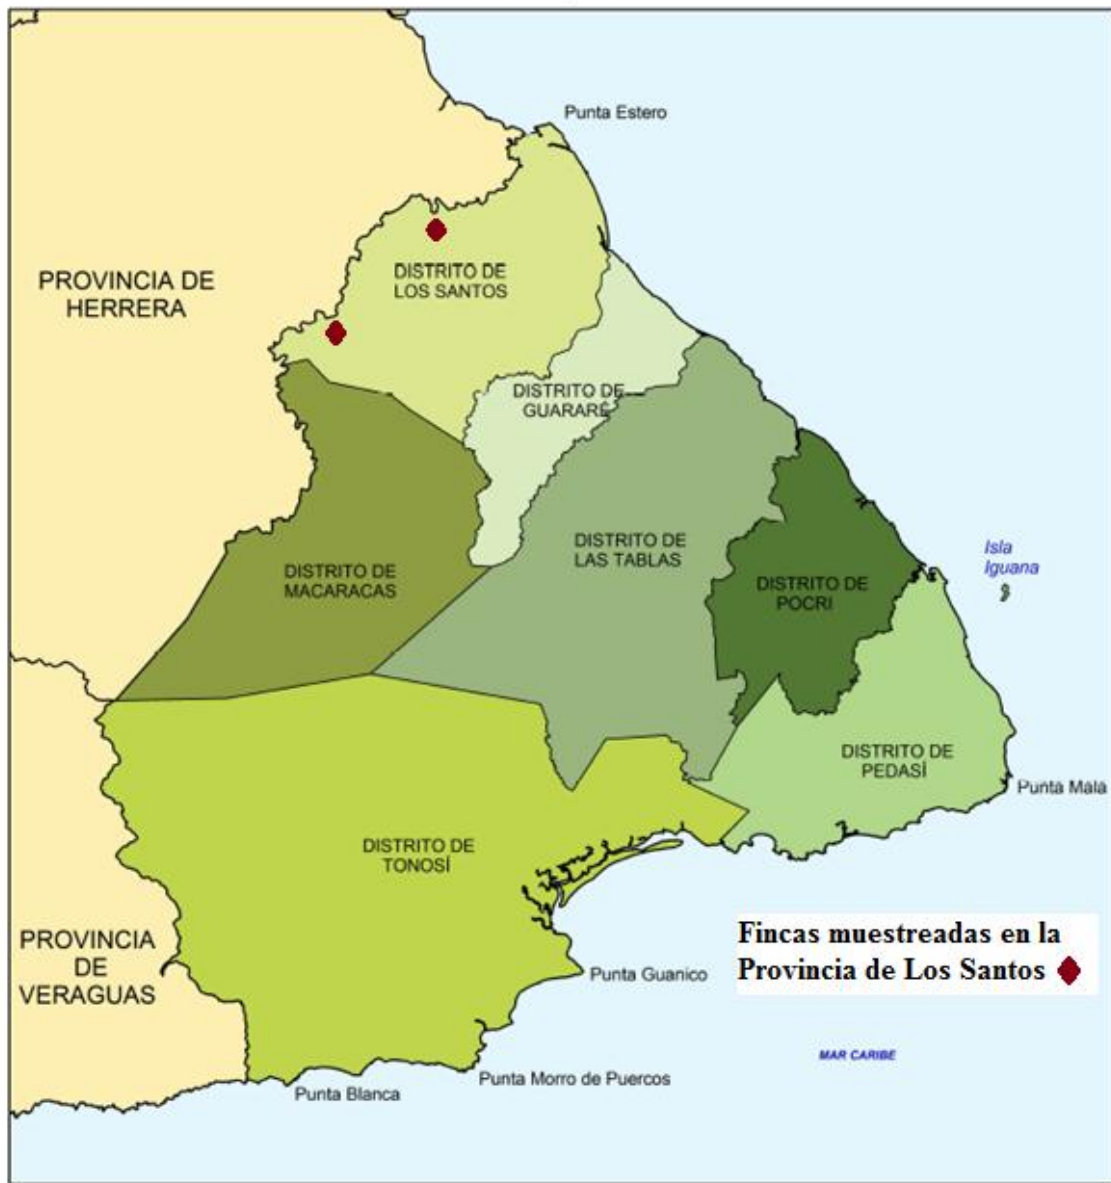 Punta Estero
PROVINCIA DE
HERRERA
DISTRITO DE
LOS SANTOS
DISTRITO DE
GUARARÉ
DISTRITO DE
LAS TABLAS
Isla
Iguana
DISTRITO DE
MACARACAS
DISTRITO DE
POCRI
DISTRITO DE
PEDASÍ
Punta Mala
DISTRITO DE
TONOSÍ
PROVINCIA
DE
VERAGUAS
Fincas muestreadas en la
Provincia de Los Santos
Punta Guanico
MAR CARIBE
Punta Morro de Puercos
Punta Blanca